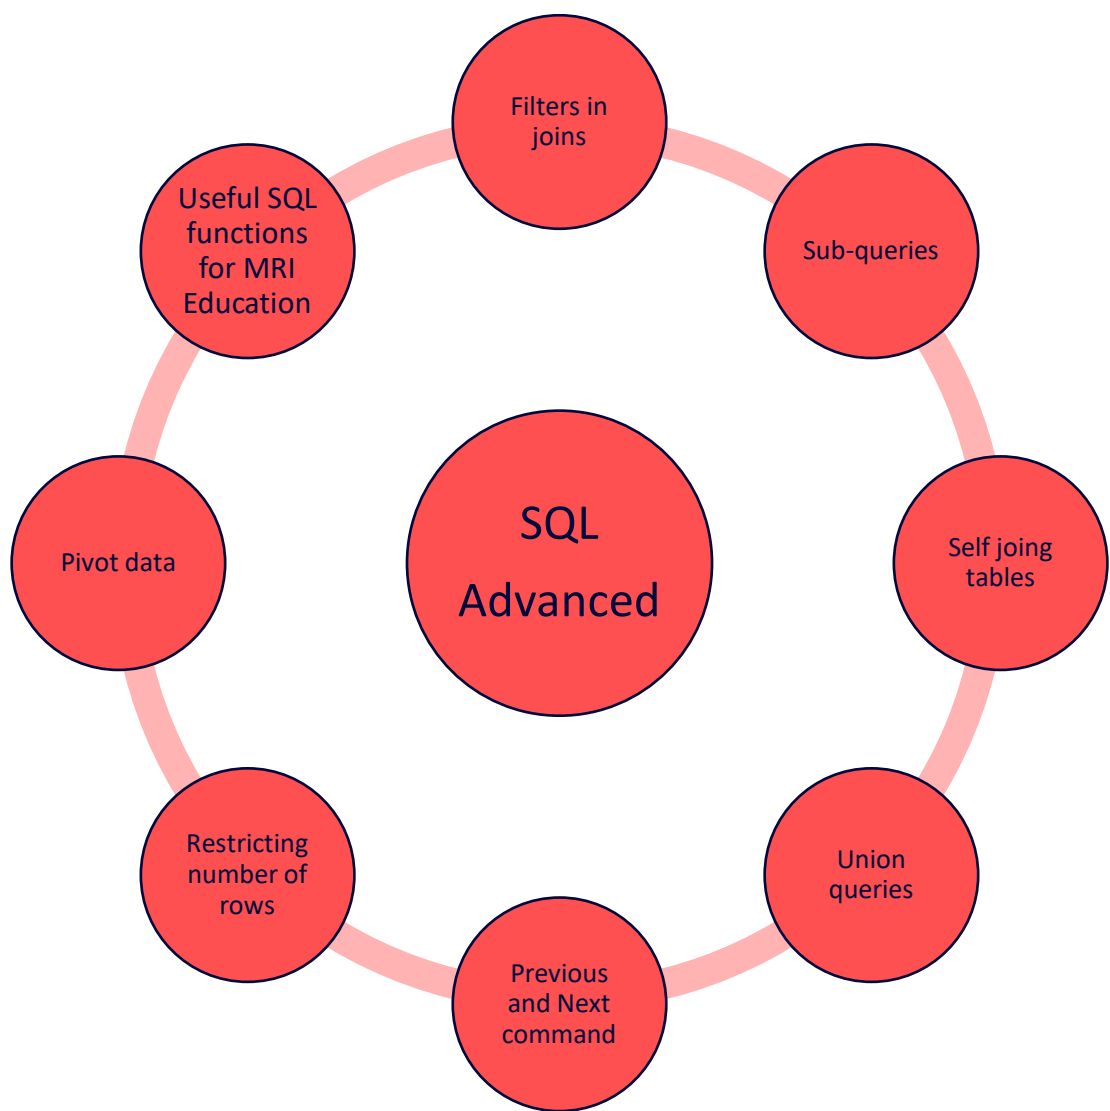 SQL
Advanced
Filters in
joins
Sub-queries
Self joing
tables
Union
queries
Previous
and Next
command
Restricting
number of
rows
Pivot data
Useful SQL
functions
for MRI
Education